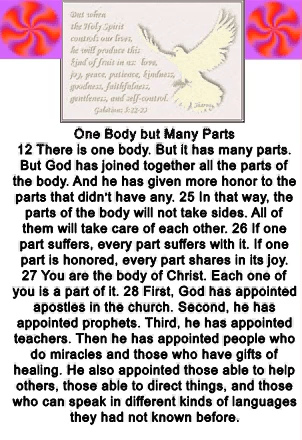 But when
the Holy Spirit
controls our lives,
he will produce this
kind of fruit in us: love,
joy, peace, patience, kindness,
goodness, faithfulness,
gentleness, and self-control.
Galatians 5:22-23
One Body but Many Parts
12 There is one body. But it has many parts.
But God has joined together all the parts of
the body. And he has given more honor to the
parts that didn't have any. 25 In that way, the
parts of the body will not take sides. All of
them will take care of each other. 26 If one
part suffers, every part suffers with it. If one
part is honored, every part shares in its joy.
27 You are the body of Christ. Each one of
you is a part of it. 28 First, God has appointed
apostles in the church. Second, he has
appointed prophets. Third, he has appointed
teachers. Then he has appointed people who
do miracles and those who have gifts of
healing. He also appointed those able to help
others, those able to direct things, and those
who can speak in different kinds of languages
they had not known before.